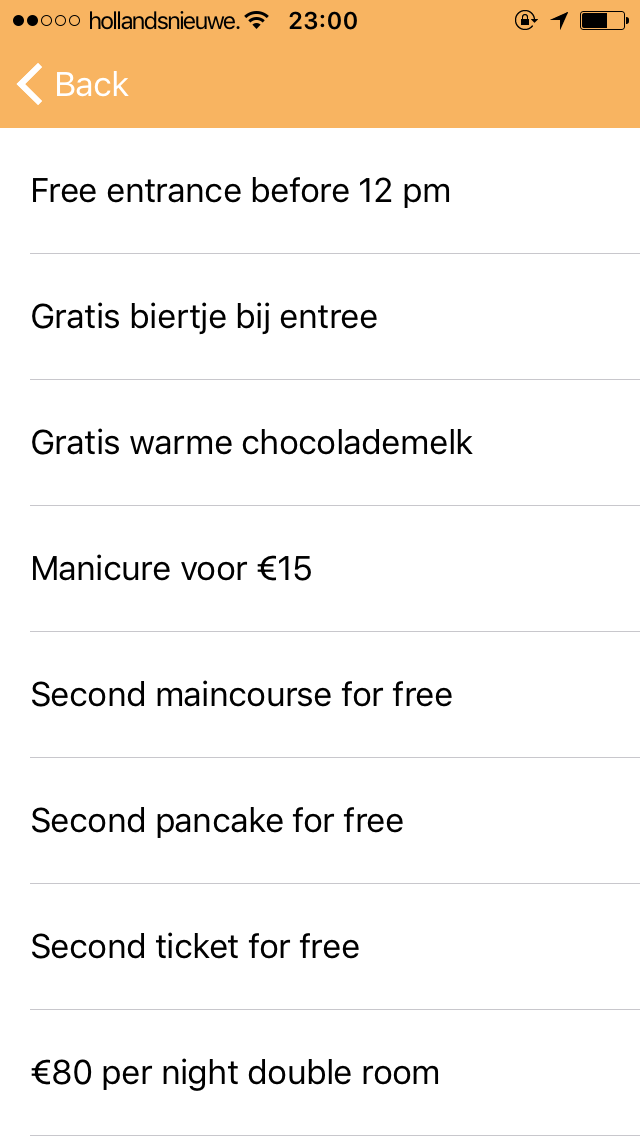 hollandsnieuwe. 23:00
Back
Free entrance before 12 pm
Gratis biertje bij entree
Gratis warme chocolademelk
Manicure voor €15
Second maincourse for free
Second pancake for free
Second ticket for free
€80 per night double room